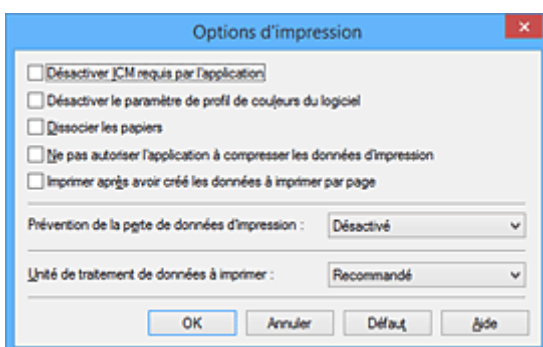 Options d'impression
Désactiver ICM requis par l'application
Désactiver le paramètre de profil de couleurs du logiciel
Dissocier les papiers
Ne pas autoriser l'application à compresser les données d'impression
Imprimer après avoir créé les données à imprimer par page
Prévention de la perte de données d'impression : Désactivé
Unité de traitement de données à imprimer : Recommandé
OK Annuler Défaut Aide